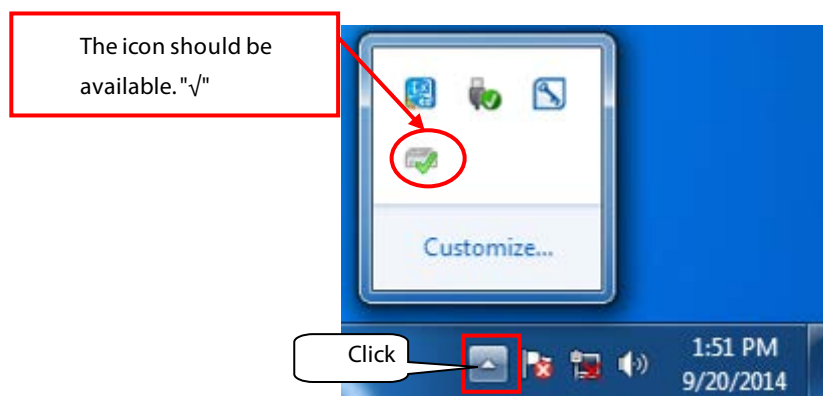 The icon should be
available. "√"
Customize...
Click
1:51 PM
9/20/2014